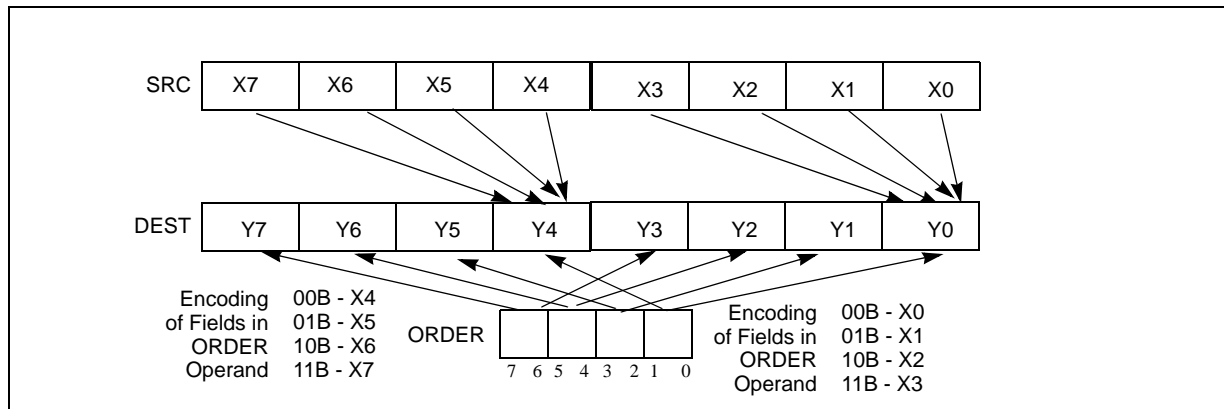 SRC X7 X6 X5 X4 X3 X2 X1 X0
DEST Y7 Y6 Y5 Y4 Y3 Y2 Y1 Y0
Encoding 00B - X4
of Fields in 01B - X5
ORDER 10B - X6
Operand 11B - X7
ORDER
7 6 5 4 3 2 1 0
Encoding 00B - X0
of Fields in 01B - X1
ORDER 10B - X2
Operand 11B - X3